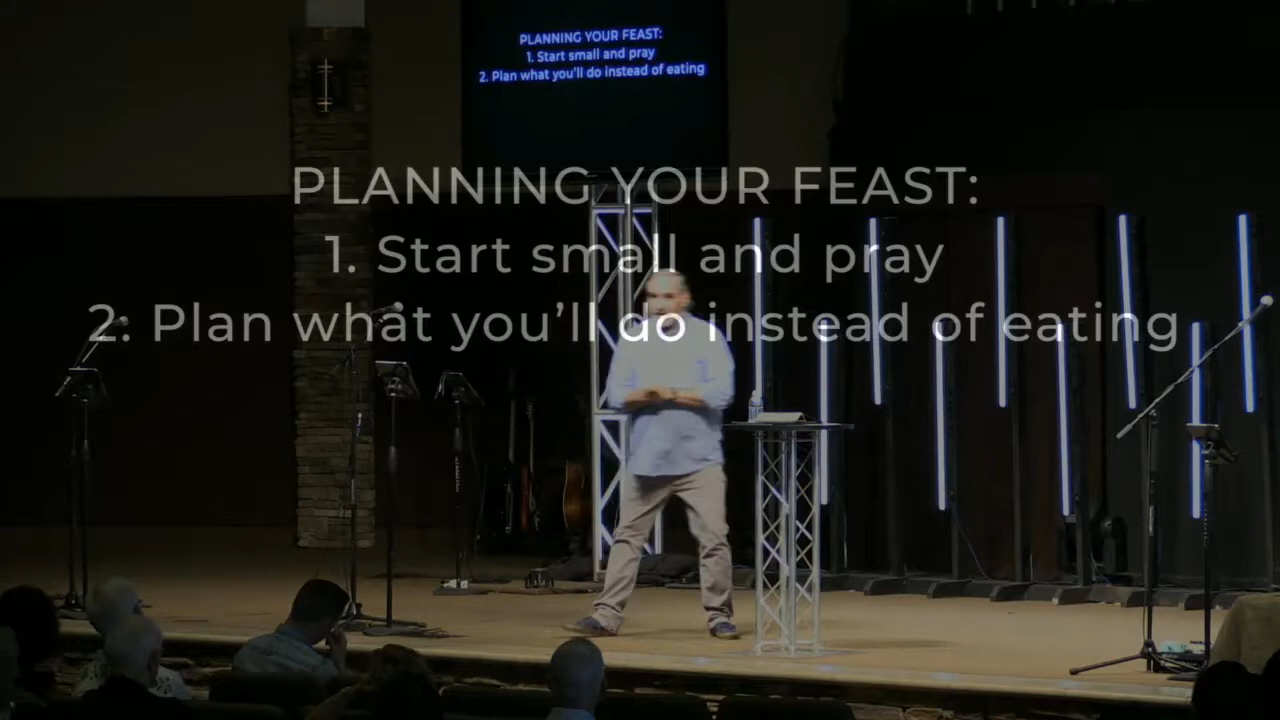 PLANNING YOUR FEAST:
1. Start small and pray
2. Plan what you'll do instead of eating
PLANNING YOUR FEAST:
1. Start small and pray
2. Plan what you’ll do instead of eating